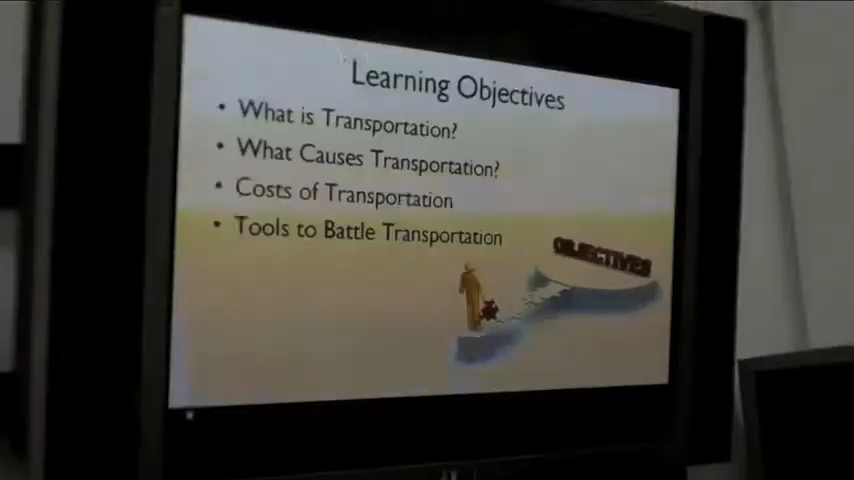 Learning Objectives
• What is Transportation?
• What Causes Transportation?
• Costs of Transportation
• Tools to Battle Transportation
OBJECTIVES